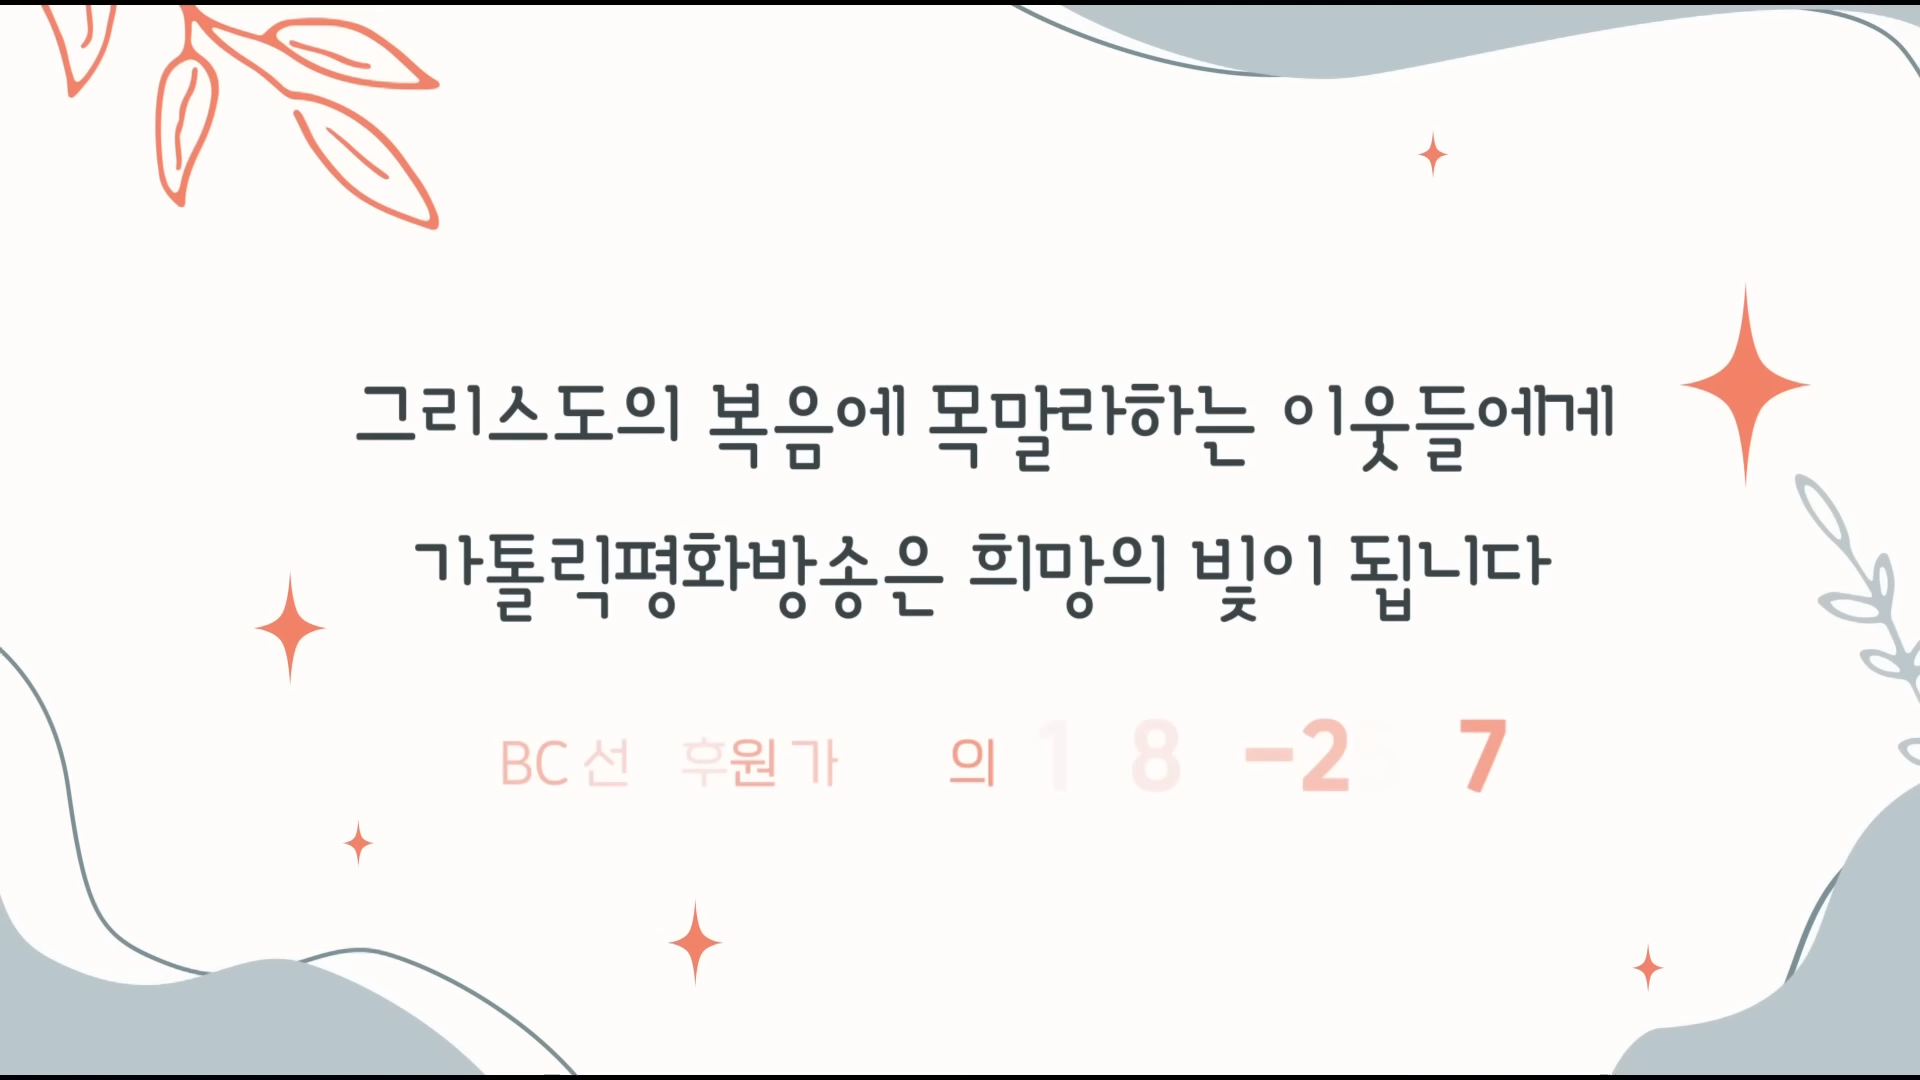 그리스도의 복음에 목말라하는 이웃들에게
가톨릭평화방송은 희망의 빛이 됩니다
BC 선 후원 가 의 1 8 -2 7